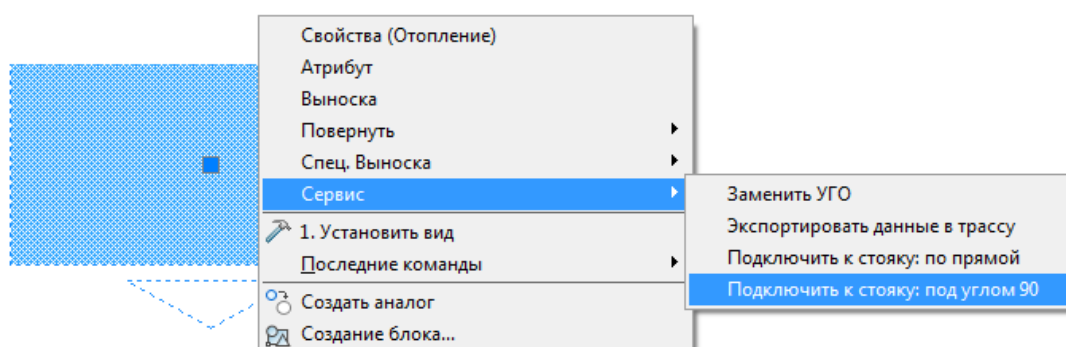 Свойства (Отопление)
Атрибут
Выноска
Повернуть
Спец. Выноска
Сервис
1. Установить вид
Последние команды
Создать аналог
Создание блока...
Заменить УГО
Экспортировать данные в трассу
Подключить к стояку: по прямой
Подключить к стояку: под углом 90